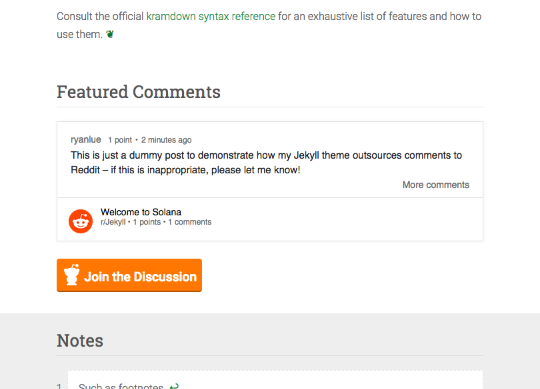 Consult the official kramdown syntax reference for an exhaustive list of features and how to
use them. ❦
Featured Comments
ryanlue 1 point • 2 minutes ago
This is just a dummy post to demonstrate how my Jekyll theme outsources comments to
Reddit – if this is inappropriate, please let me know!
More comments
Welcome to Solana
r/Jekyll • 1 points • 1 comments
Join the Discussion
Notes
1. Such as footnotes. ↩